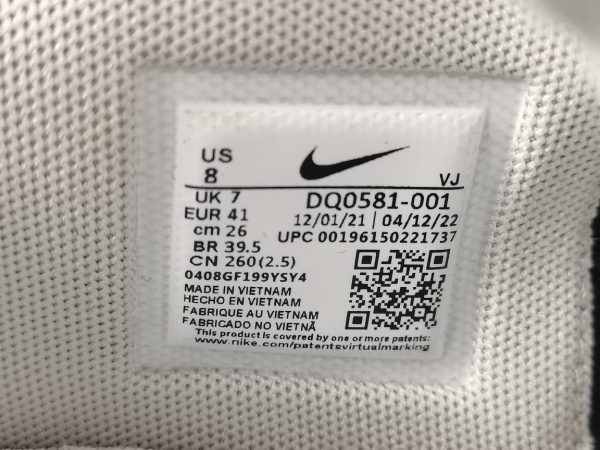 US
8
VJ
UK 7
DQ0581-001
EUR 41
12/01/21 | 04/12/22
cm 26
UPC 00196150221737
BR 39.5
CN 260(2.5)
0408GF199YSY4
MADE IN VIETNAM
HECHO EN VIETNAM
FABRIQUE AU VIETNAM
FABRICADO NO VIETNÃ
This product is covered by one or more patents:
www.nike.com/patentsvirtualmarking